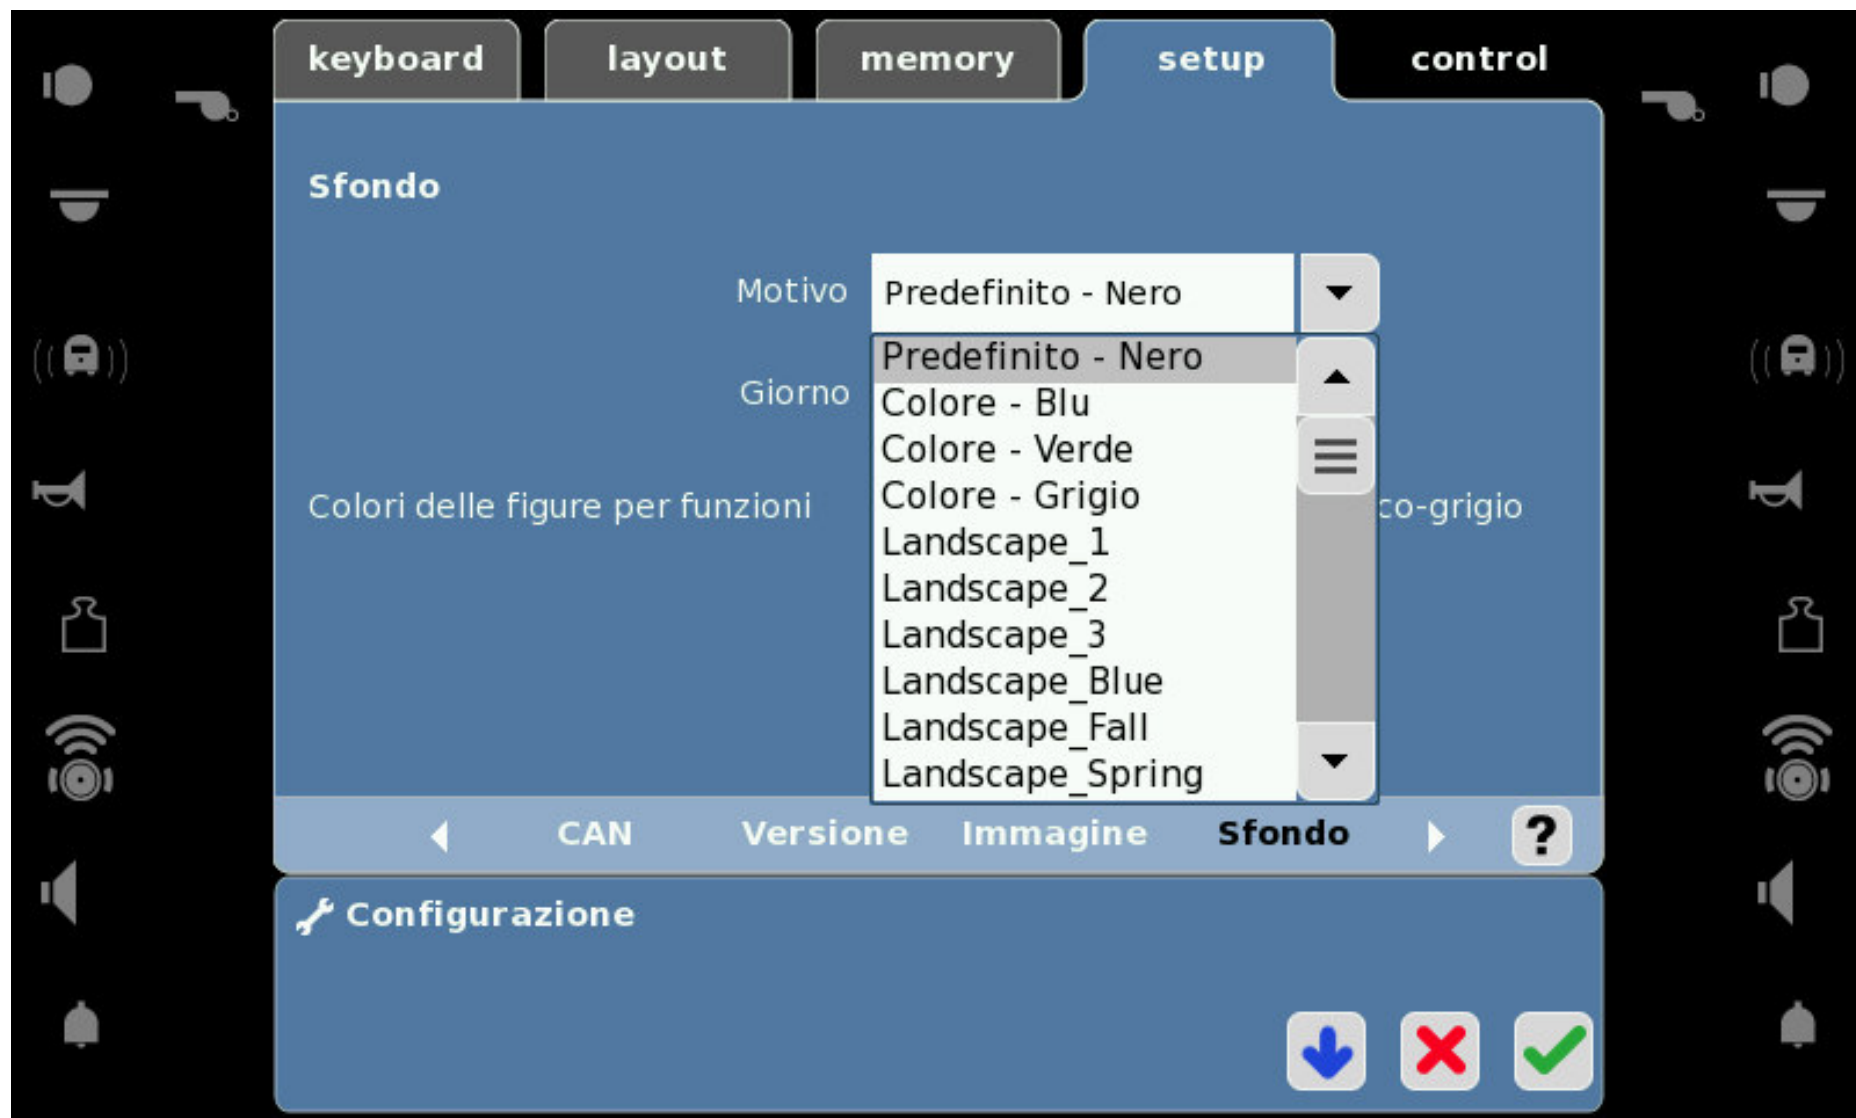 keyboard layout memory setup control
Sfondo
Motivo Predefinito - Nero
Predefinito - Nero
Giorno
Colore - Blu
Colore - Verde
Colore - Grigio
Colori delle figure per funzioni co-grigio
Landscape_1
Landscape_2
Landscape_3
Landscape_Blue
Landscape_Fall
Landscape_Spring
CAN Versione Immagine Sfondo ?
Configurazione